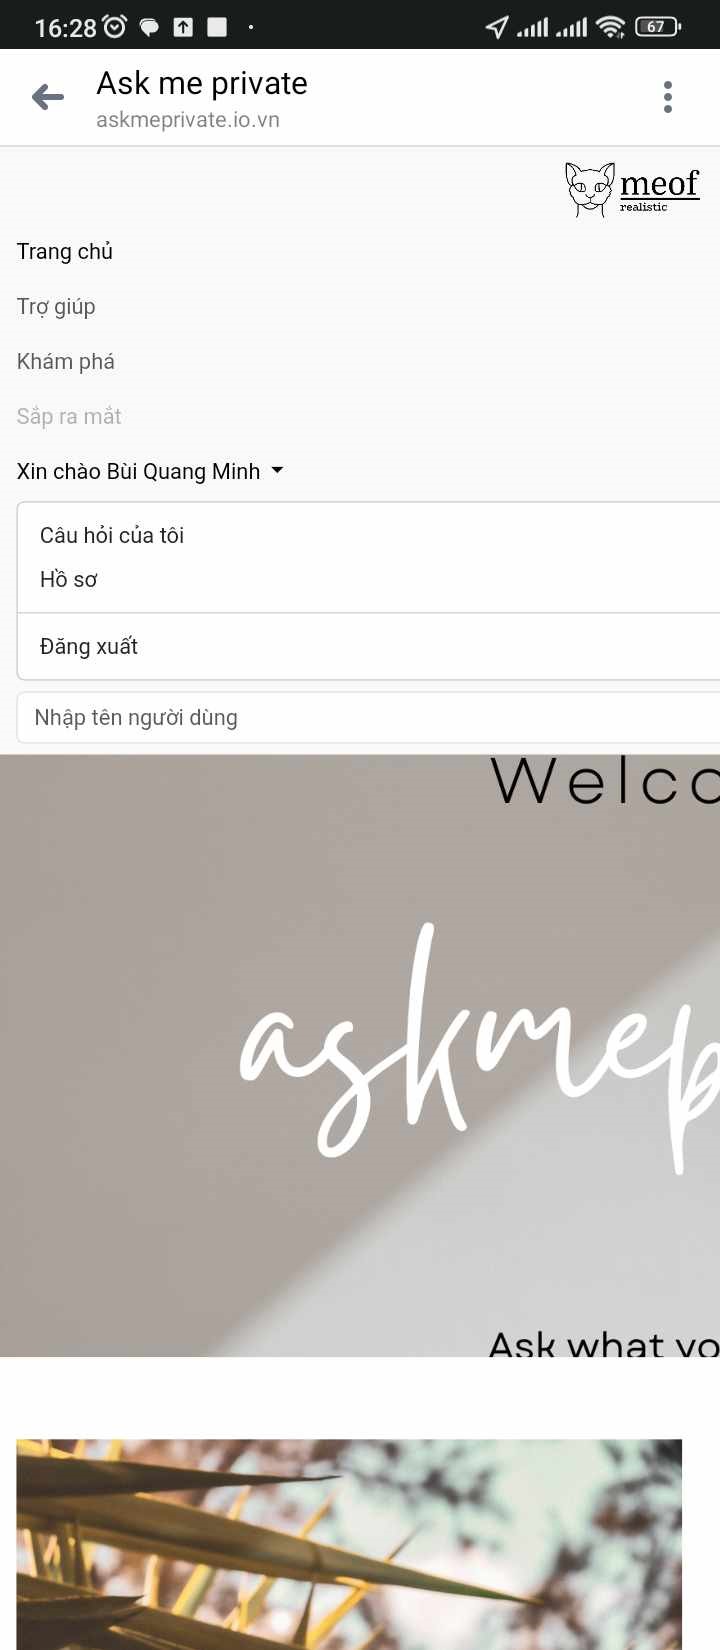 16:28
67
Ask me private
askmeprivate.io.vn
meof
realistic
Trang chủ
Trợ giúp
Khám phá
Sắp ra mắt
Xin chào Bùi Quang Minh
Câu hỏi của tôi
Hồ sơ
Đăng xuất
Nhập tên người dùng
Welco
askmep
Ask what yo